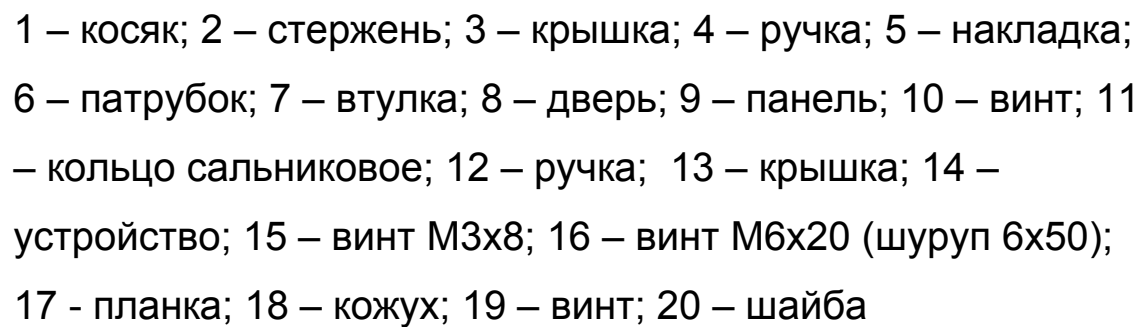 1 – косяк; 2 – стержень; 3 – крышка; 4 – ручка; 5 – накладка;
6 – патрубок; 7 – втулка; 8 – дверь; 9 – панель; 10 – винт; 11
– кольцо сальниковое; 12 – ручка;  13 – крышка; 14 –
устройство; 15 – винт М3х8; 16 – винт М6х20 (шуруп 6х50);
17 - планка; 18 – кожух; 19 – винт; 20 – шайба